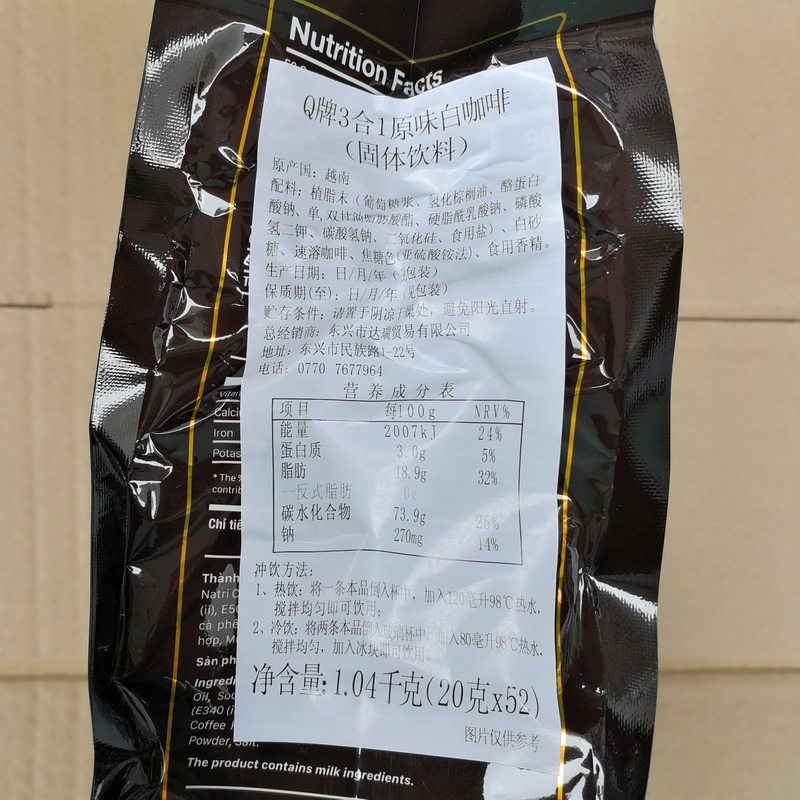 Nutrition Facts
Q牌3合1原味白咖啡
（固体饮料）
原产国：越南
配料：植脂末（葡萄糖浆、氢化棕榈油、酪蛋白
酸钠、单，双甘油脂肪酸酯、硬脂酰乳酸钠、磷酸
氢二钾、碳酸氢钠、二氧化硅、食用盐）、白砂
糖、速溶咖啡、焦糖色(亚硫酸铵法)、食用香精。
生产日期：日/月/年（见包装）
保质期(至)：日/月/年（见包装）
贮存条件：请置于阴凉干燥处，避免阳光直射。
总经销商：东兴市达瑞贸易有限公司
地址：东兴市民族路1-22号
电话：0770 7677964
营养成分表
项目 每100g NRV%
能量 2007kJ 24%
蛋白质 3.0g 5%
脂肪 18.9g 32%
--反式脂肪 0g
碳水化合物 73.9g 25%
钠 270mg 14%
冲饮方法：
1、热饮：将一条本品倒入杯中，加入120毫升98℃热水，
搅拌均匀即可饮用；
2、冷饮：将两条本品倒入玻璃杯中，加入80毫升98℃热水，
搅拌均匀，加入冰块即可饮用。
净含量：1.04千克(20克x52)
图片仅供参考
Iron
Chỉ
Thành
cà
hợp,
Sản
Oil,
(E340
Coffee
Powder, Salt.
The product contains milk ingredients.